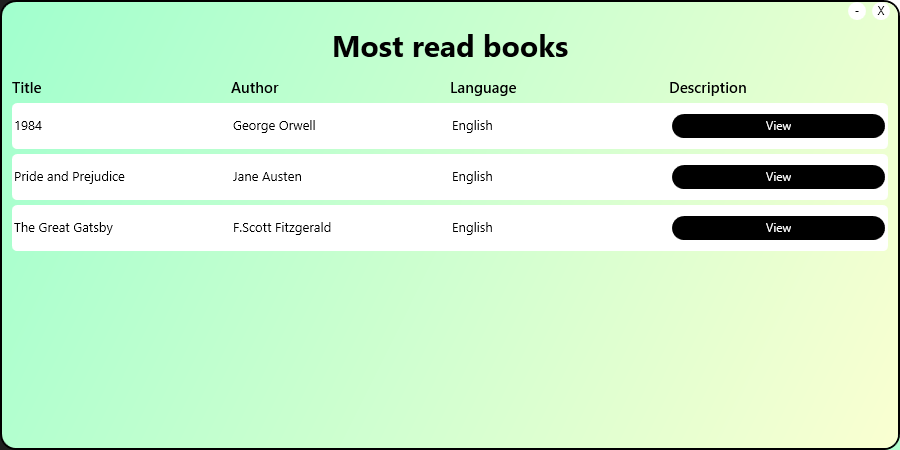 - X
Most read books
Title Author Language Description
1984 George Orwell English View
Pride and Prejudice Jane Austen English View
The Great Gatsby F.Scott Fitzgerald English View